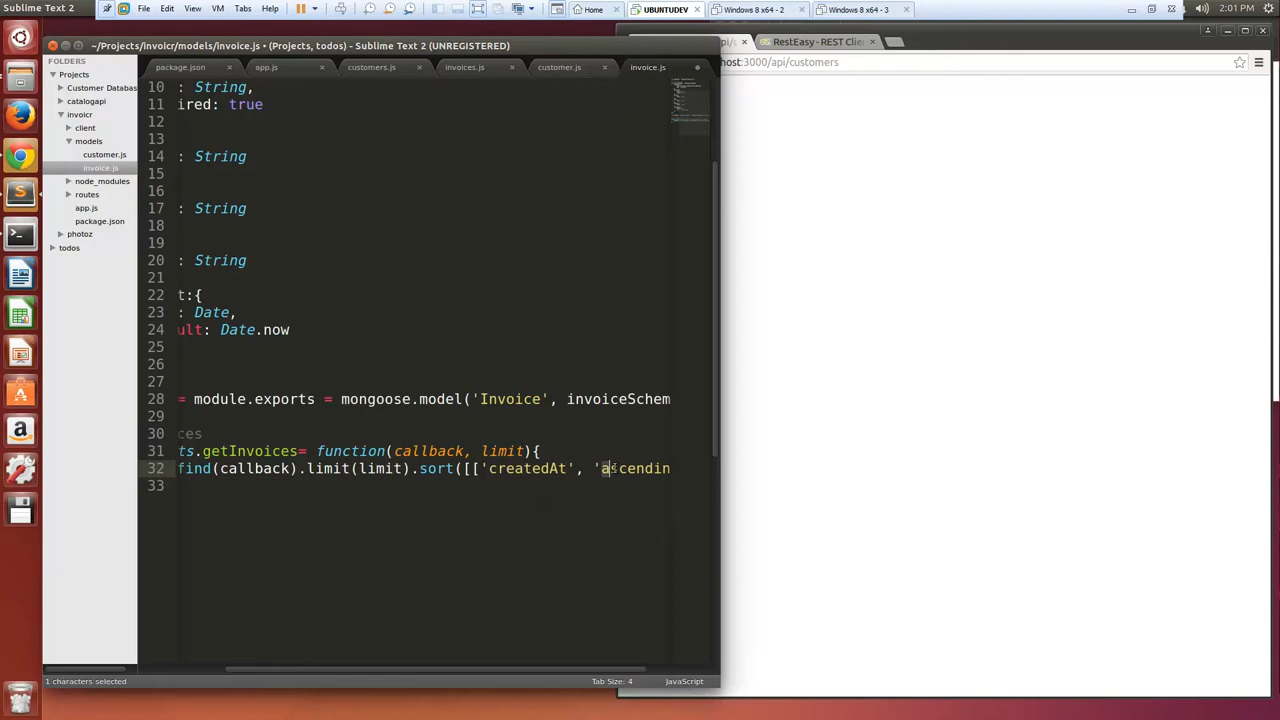 Sublime Text 2
File Edit View VM Tabs Help
Home
UBUNTUDEV
Windows 8 x64 - 2
Windows 8 x64 - 3
2:01 PM
~/Projects/invoicr/models/invoice.js • (Projects, todos) - Sublime Text 2 (UNREGISTERED)
RestEasy - REST Clie
host:3000/api/customers
FOLDERS
Projects
Customer Databas
catalogapi
invoicr
client
models
customer.js
invoice.js
node_modules
routes
app.js
package.json
photoz
todos
package.json
app.js
customers.js
invoices.js
customer.js
invoice.js
10 : String,
11 ired: true
12
13
14 : String
15
16
17 : String
18
19
20 : String
21
22 t:{
23 : Date,
24 ult: Date.now
25
26
27
28 = module.exports = mongoose.model('Invoice', invoiceSchem
29
30 ces
31 ts.getInvoices= function(callback, limit){
32 find(callback).limit(limit).sort([['createdAt', 'ascendin
33
1 characters selected
Tab Size: 4
JavaScript